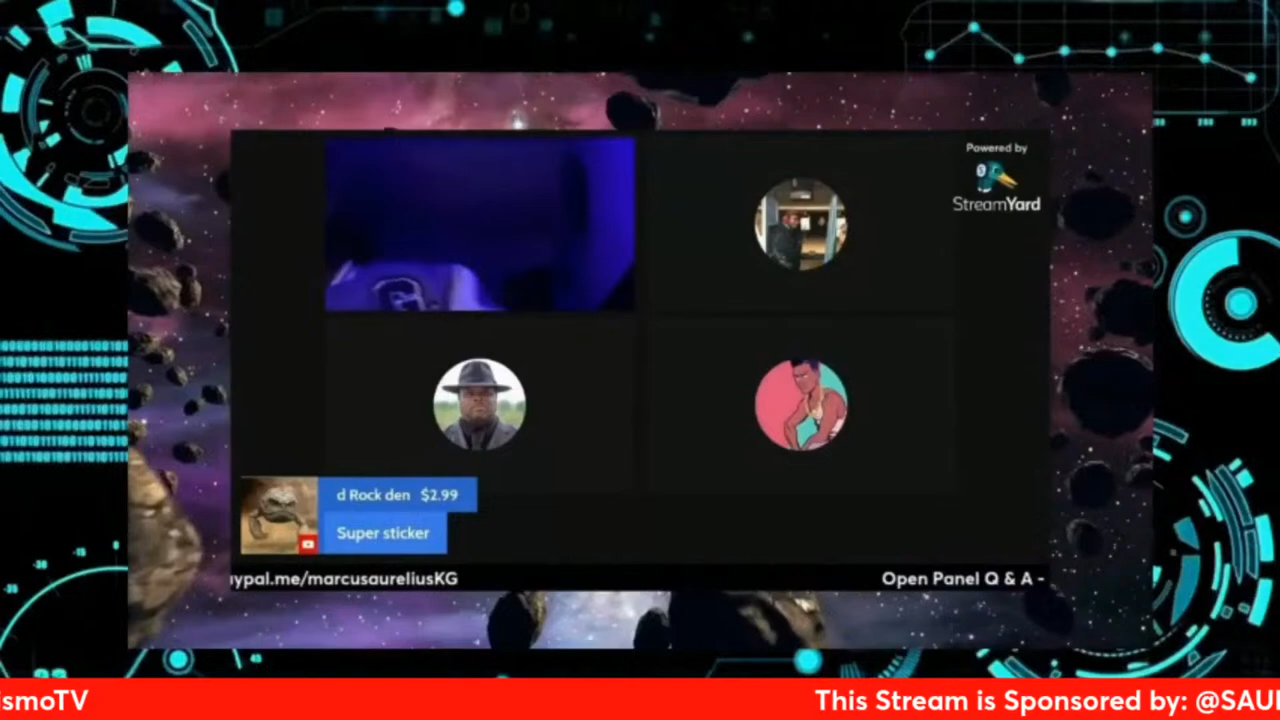 Powered by
StreamYard
d Rock den $2.99
Super sticker
ypal.me/marcusaureliusKG
Open Panel Q & A -
ismoTV
This Stream is Sponsored by: @SAU